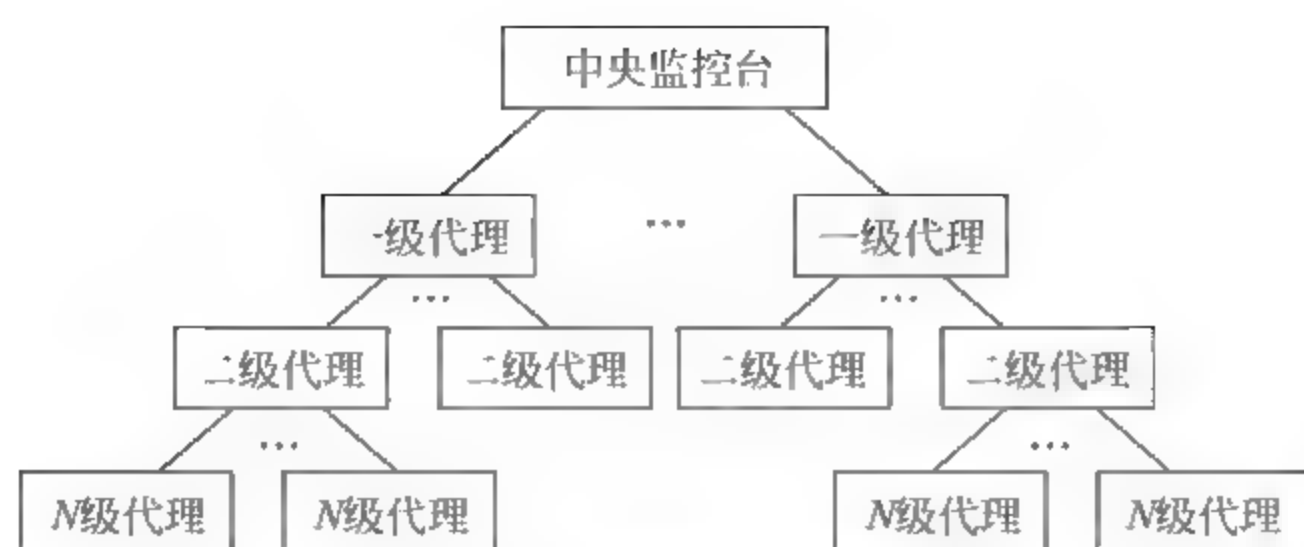 中央监控台
一级代理 … 一级代理
… …
二级代理 二级代理 二级代理 二级代理
… …
N级代理 N级代理 N级代理 N级代理